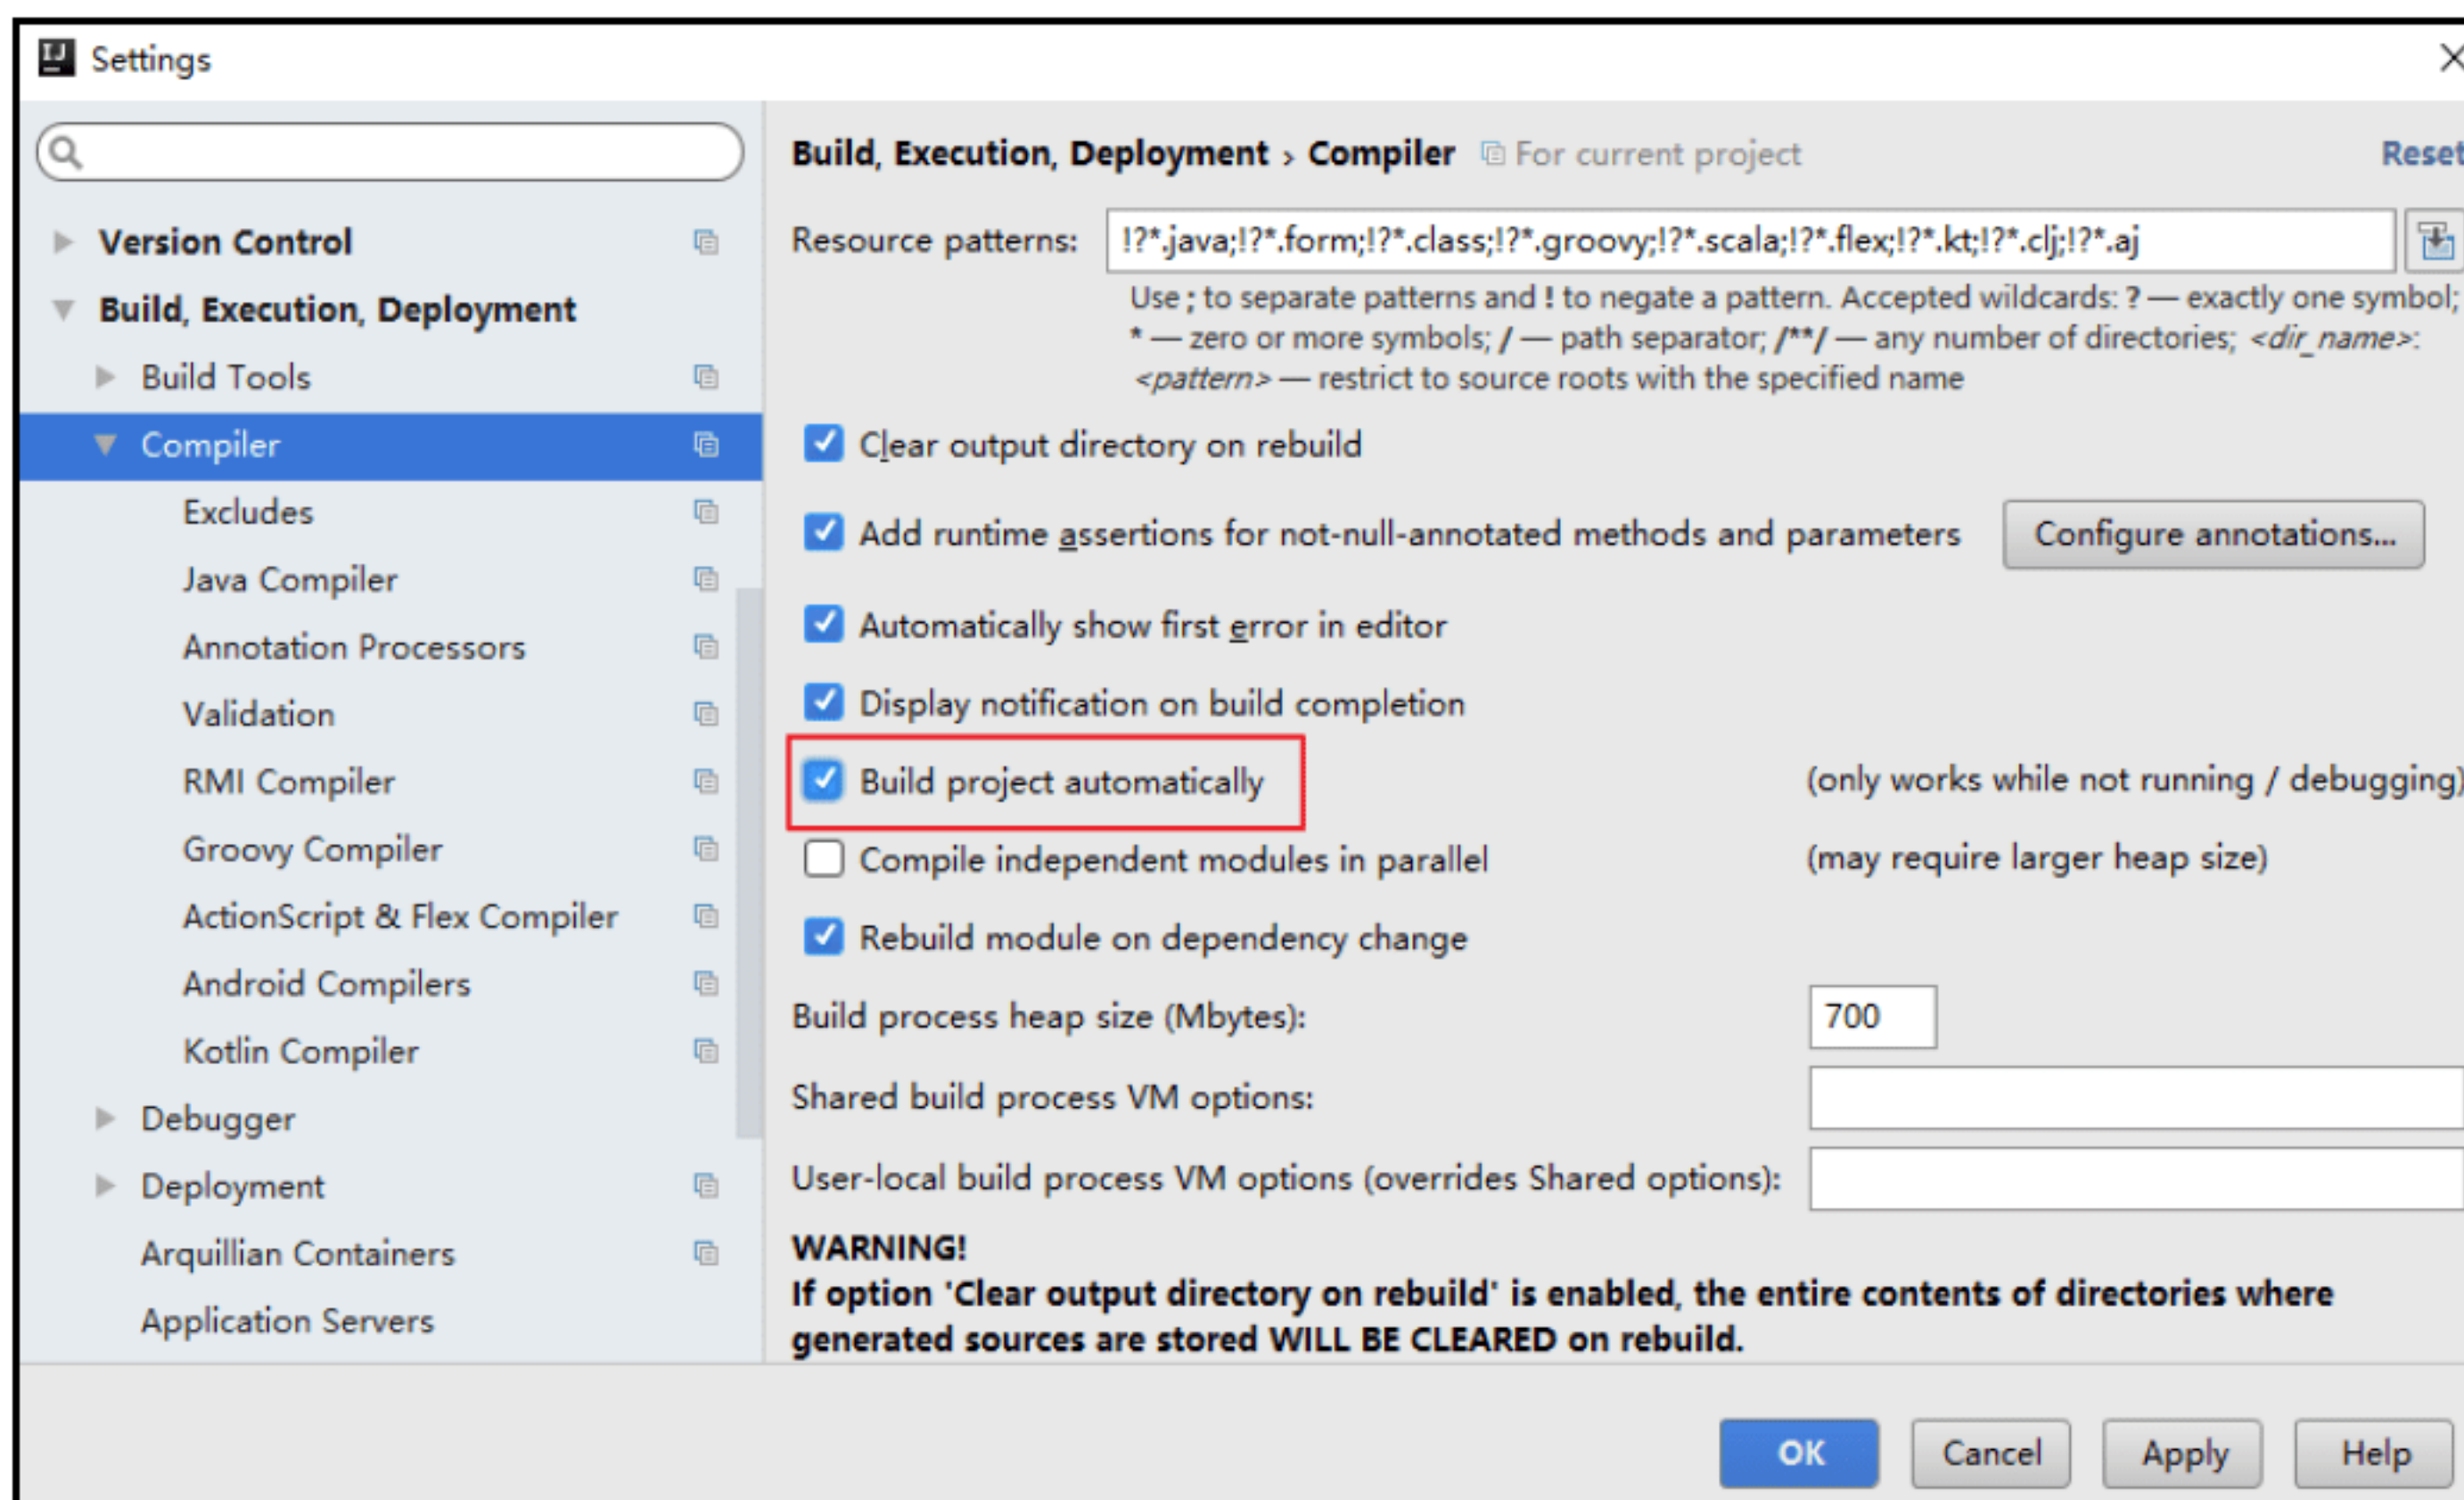 Settings
Version Control
Build, Execution, Deployment
Build Tools
Compiler
Excludes
Java Compiler
Annotation Processors
Validation
RMI Compiler
Groovy Compiler
ActionScript & Flex Compiler
Android Compilers
Kotlin Compiler
Debugger
Deployment
Arquillian Containers
Application Servers
Build, Execution, Deployment › Compiler For current project Reset
Resource patterns: !?*.java;!?*.form;!?*.class;!?*.groovy;!?*.scala;!?*.flex;!?*.kt;!?*.clj;!?*.aj
Use ; to separate patterns and ! to negate a pattern. Accepted wildcards: ? — exactly one symbol;
* — zero or more symbols; / — path separator; /**/ — any number of directories; <dir_name>:
<pattern> — restrict to source roots with the specified name
Clear output directory on rebuild
Add runtime assertions for not-null-annotated methods and parameters Configure annotations...
Automatically show first error in editor
Display notification on build completion
Build project automatically (only works while not running / debugging)
Compile independent modules in parallel (may require larger heap size)
Rebuild module on dependency change
Build process heap size (Mbytes): 700
Shared build process VM options:
User-local build process VM options (overrides Shared options):
WARNING!
If option 'Clear output directory on rebuild' is enabled, the entire contents of directories where
generated sources are stored WILL BE CLEARED on rebuild.
OK Cancel Apply Help